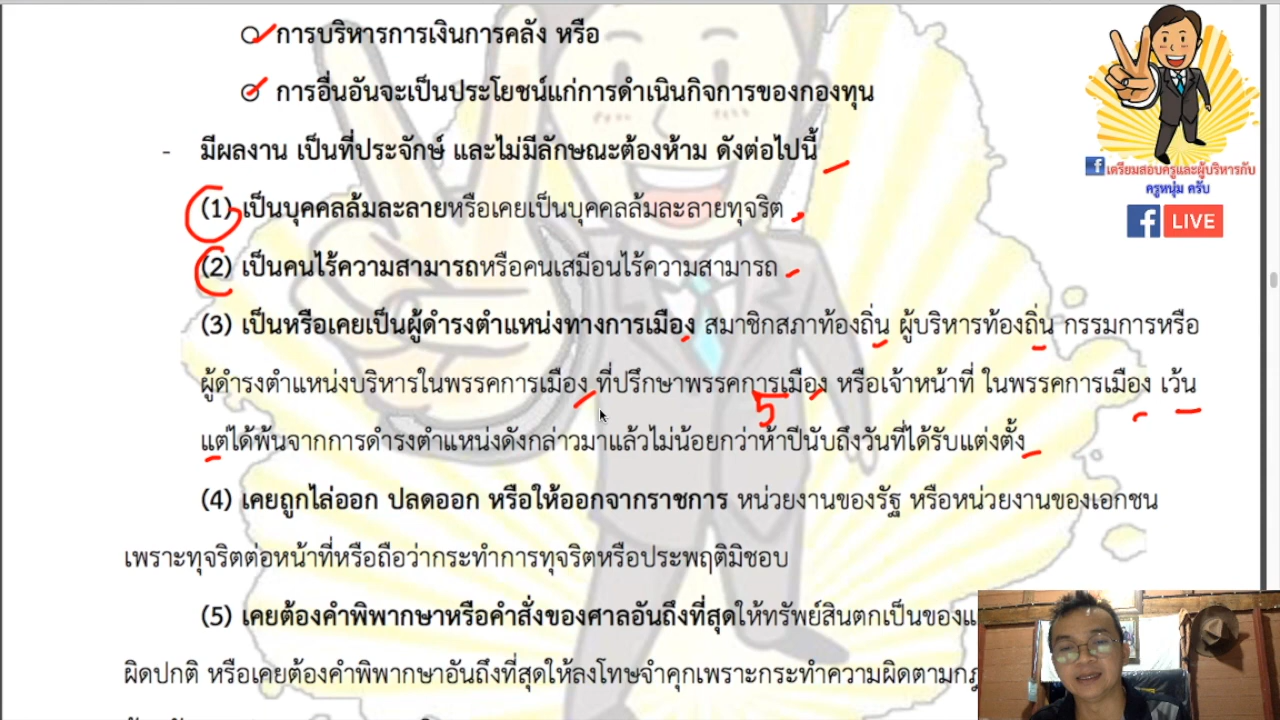 การบริหารการเงินการคลัง หรือ
การอื่นอันจะเป็นประโยชน์แก่การดำเนินกิจการของกองทุน
- มีผลงาน เป็นที่ประจักษ์ และไม่มีลักษณะต้องห้าม ดังต่อไปนี้
(1) เป็นบุคคลล้มละลายหรือเคยเป็นบุคคลล้มละลายทุจริต
(2) เป็นคนไร้ความสามารถหรือคนเสมือนไร้ความสามารถ
(3) เป็นหรือเคยเป็นผู้ดำรงตำแหน่งทางการเมือง สมาชิกสภาท้องถิ่น ผู้บริหารท้องถิ่น กรรมการหรือ
ผู้ดำรงตำแหน่งบริหารในพรรคการเมือง ที่ปรึกษาพรรคการเมือง หรือเจ้าหน้าที่ ในพรรคการเมือง เว้น
5
แต่ได้พ้นจากการดำรงตำแหน่งดังกล่าวมาแล้วไม่น้อยกว่าห้าปีนับถึงวันที่ได้รับแต่งตั้ง
(4) เคยถูกไล่ออก ปลดออก หรือให้ออกจากราชการ หน่วยงานของรัฐ หรือหน่วยงานของเอกชน
เพราะทุจริตต่อหน้าที่หรือถือว่ากระทำการทุจริตหรือประพฤติมิชอบ
(5) เคยต้องคำพิพากษาหรือคำสั่งของศาลอันถึงที่สุดให้ทรัพย์สินตกเป็นของแ
ผิดปกติ หรือเคยต้องคำพิพากษาอันถึงที่สุดให้ลงโทษจำคุกเพราะกระทำความผิดตามกฎ
f เตรียมสอบครูและผู้บริหารกับ
ครูหนุ่ม ครับ
f LIVE